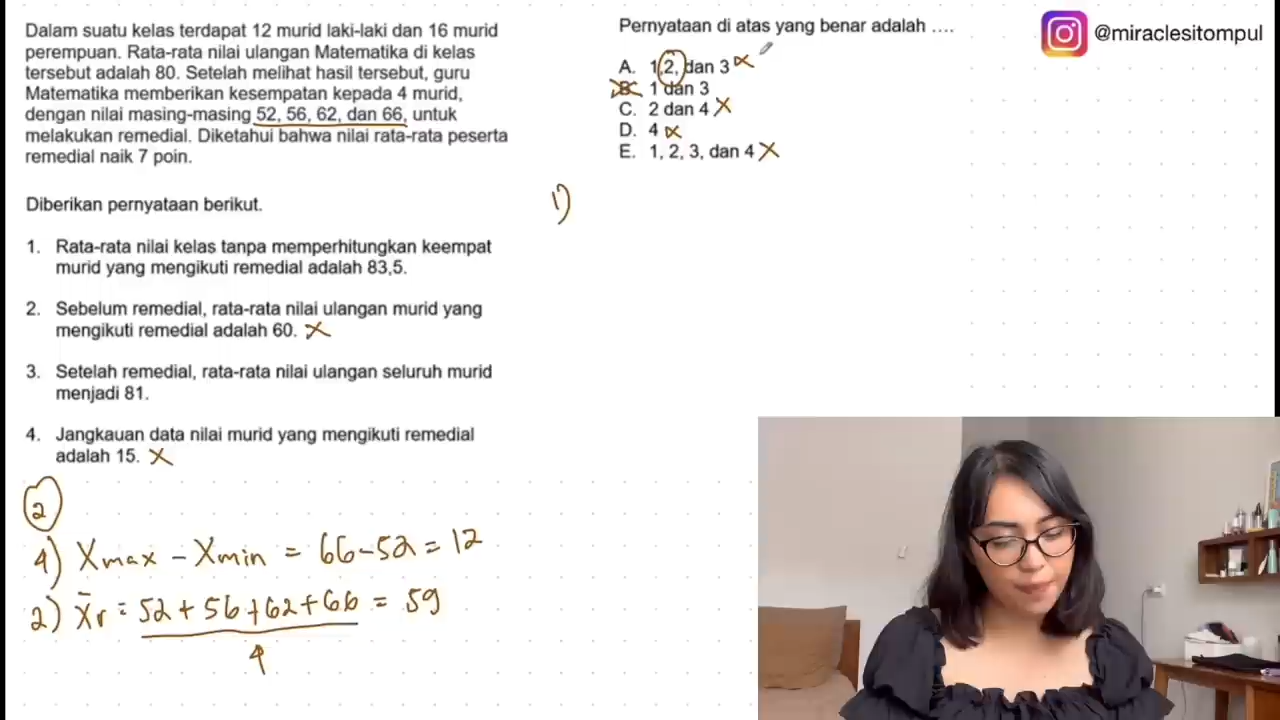 Dalam suatu kelas terdapat 12 murid laki-laki dan 16 murid
perempuan. Rata-rata nilai ulangan Matematika di kelas
tersebut adalah 80. Setelah melihat hasil tersebut, guru
Matematika memberikan kesempatan kepada 4 murid,
dengan nilai masing-masing 52, 56, 62, dan 66, untuk
melakukan remedial. Diketahui bahwa nilai rata-rata peserta
remedial naik 7 poin.
Diberikan pernyataan berikut.
1. Rata-rata nilai kelas tanpa memperhitungkan keempat
murid yang mengikuti remedial adalah 83,5.
2. Sebelum remedial, rata-rata nilai ulangan murid yang
mengikuti remedial adalah 60. X
3. Setelah remedial, rata-rata nilai ulangan seluruh murid
menjadi 81.
4. Jangkauan data nilai murid yang mengikuti remedial
adalah 15. X
2
4) Xmax - Xmin = 66-52 = 12
2) X̄r = 52 + 56 + 62 + 66 = 59
4
Pernyataan di atas yang benar adalah ....
A. 1,2, dan 3 X
B. 1 dan 3
C. 2 dan 4 X
D. 4 X
E. 1, 2, 3, dan 4 X
1)
@miraclesitompul